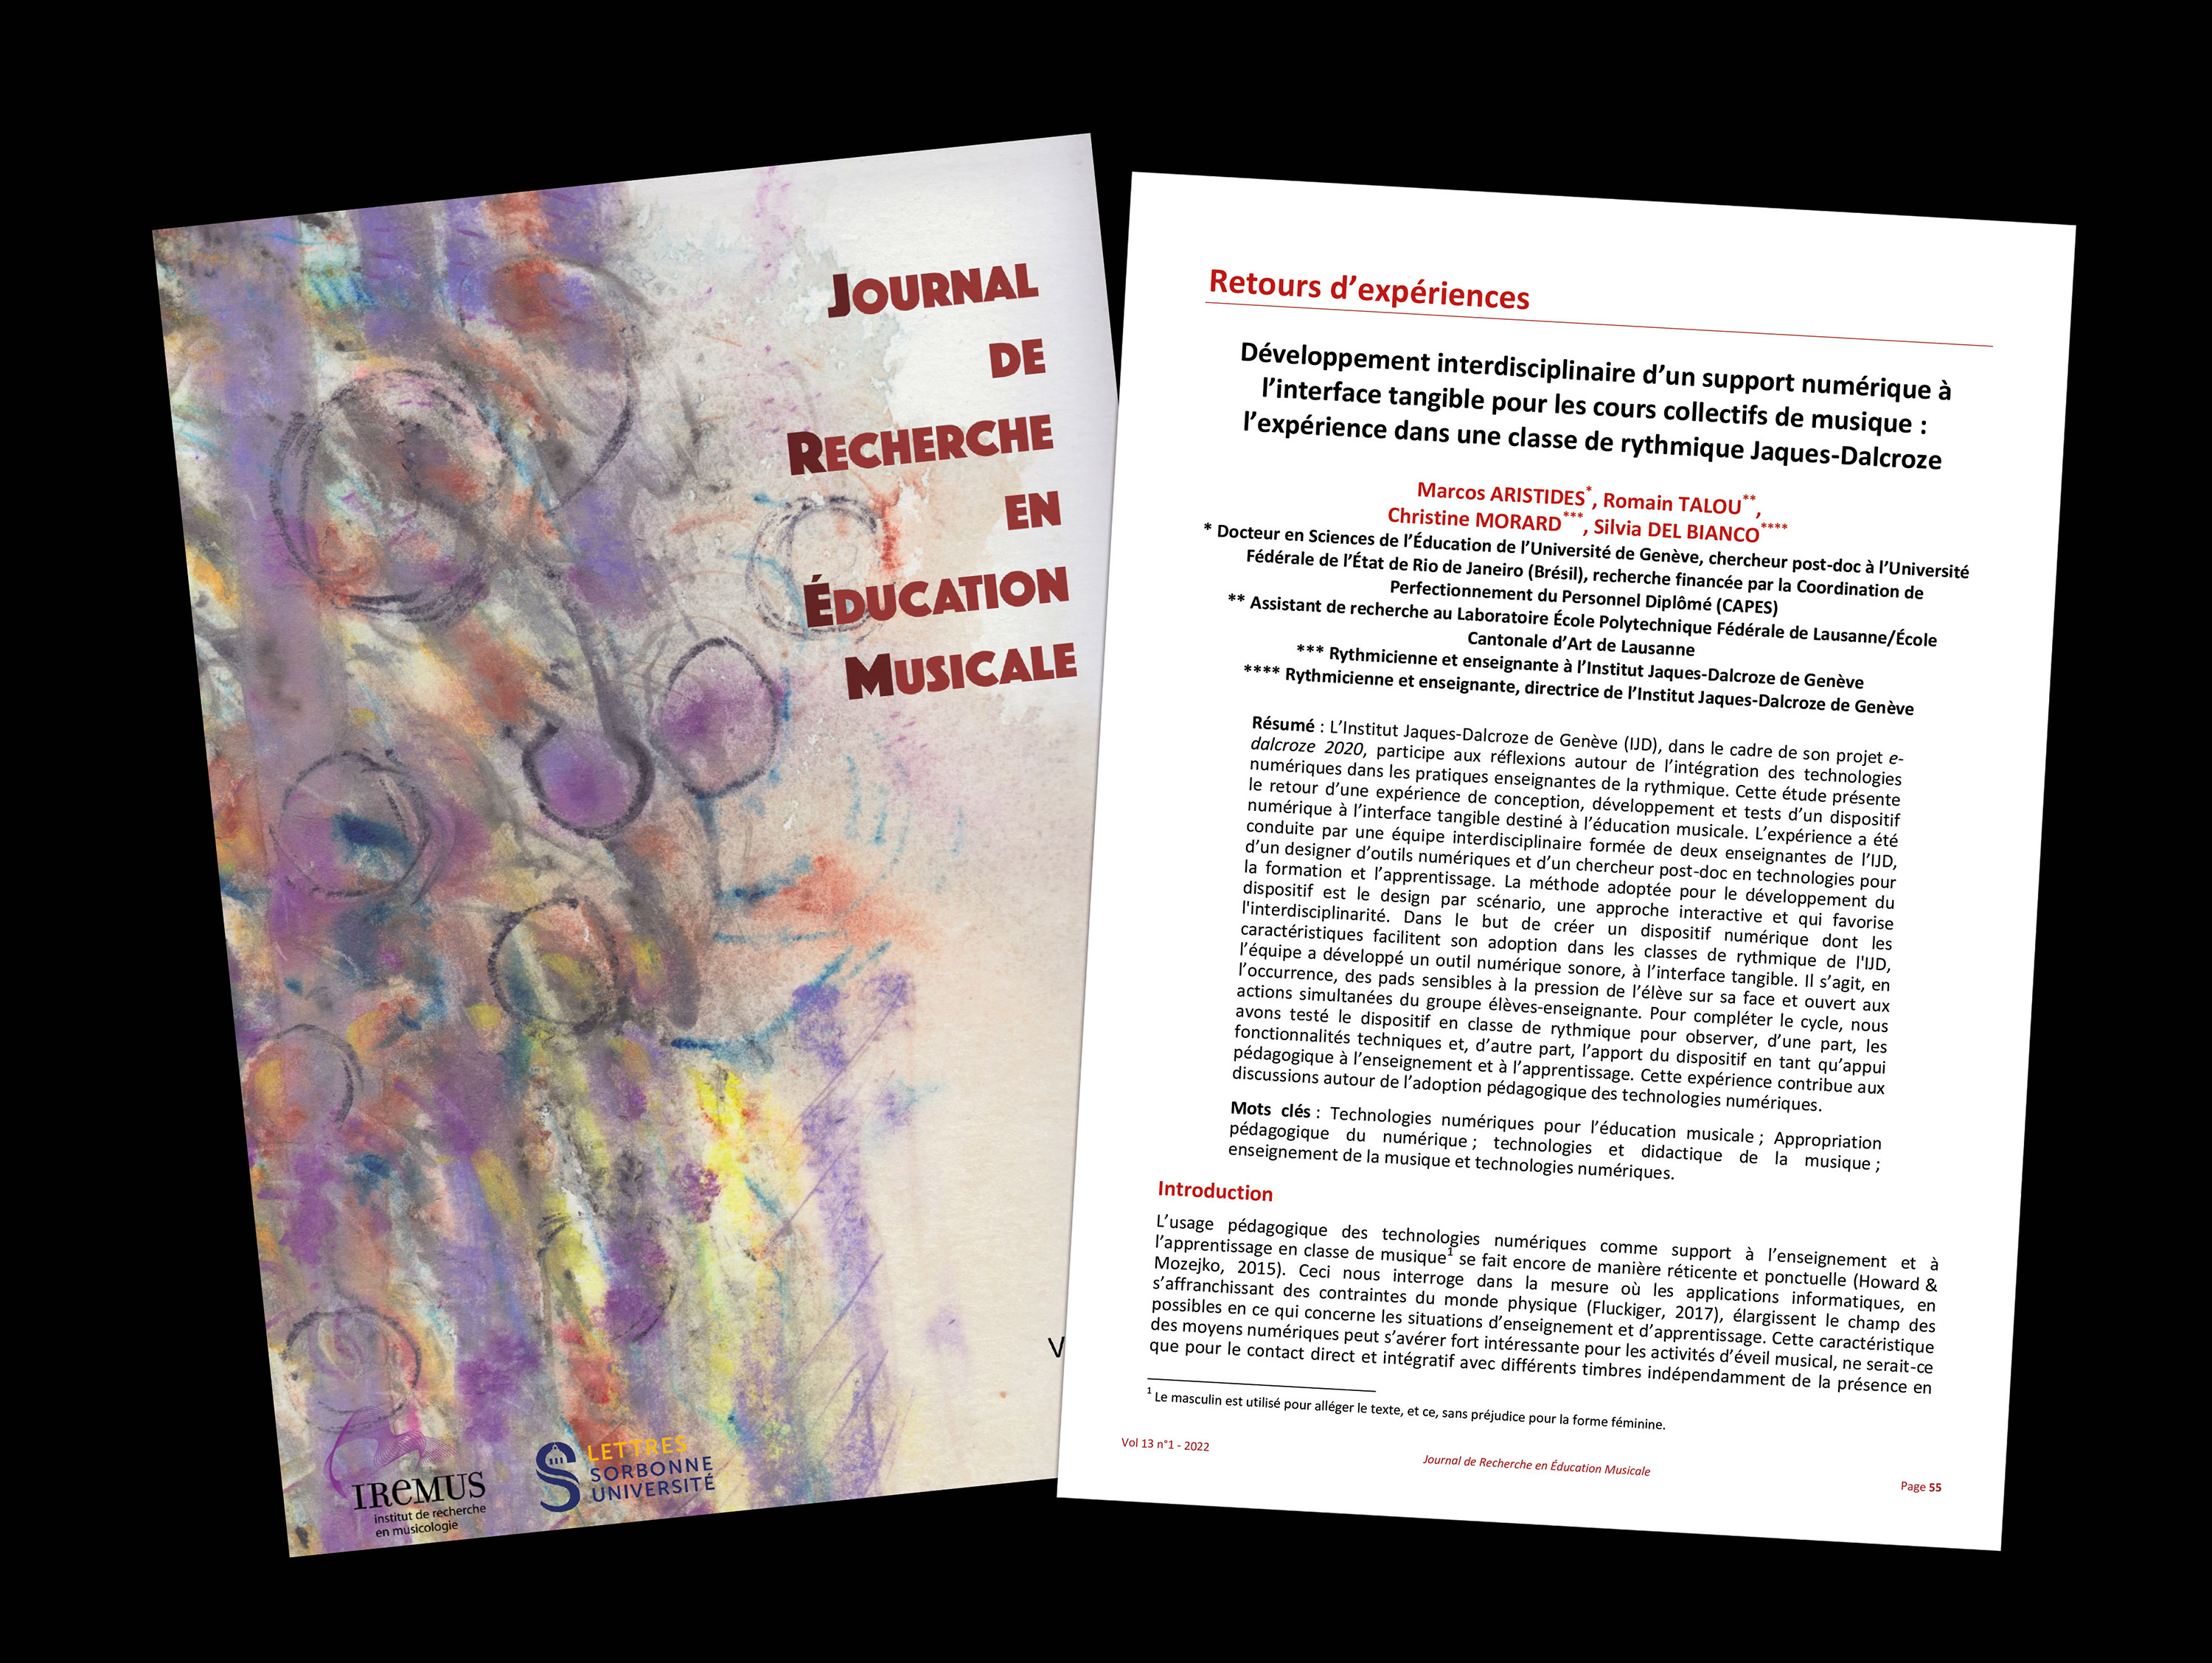 JOURNAL
DE
RECHERCHE
EN
ÉDUCATION
MUSICALE
V
IReMUS
institut de recherche
en musicologie
LETTRES
SORBONNE
UNIVERSITÉ
Retours d’expériences
Développement interdisciplinaire d’un support numérique à
l’interface tangible pour les cours collectifs de musique :
l’expérience dans une classe de rythmique Jaques-Dalcroze
Marcos ARISTIDES*, Romain TALOU**,
Christine MORARD***, Silvia DEL BIANCO****
* Docteur en Sciences de l’Éducation de l’Université de Genève, chercheur post-doc à l’Université
Fédérale de l’État de Rio de Janeiro (Brésil), recherche financée par la Coordination de
Perfectionnement du Personnel Diplômé (CAPES)
** Assistant de recherche au Laboratoire École Polytechnique Fédérale de Lausanne/École
Cantonale d’Art de Lausanne
*** Rythmicienne et enseignante à l’Institut Jaques-Dalcroze de Genève
**** Rythmicienne et enseignante, directrice de l’Institut Jaques-Dalcroze de Genève
Résumé : L’Institut Jaques-Dalcroze de Genève (IJD), dans le cadre de son projet e-
dalcroze 2020, participe aux réflexions autour de l’intégration des technologies
numériques dans les pratiques enseignantes de la rythmique. Cette étude présente
le retour d’une expérience de conception, développement et tests d’un dispositif
numérique à l’interface tangible destiné à l’éducation musicale. L’expérience a été
conduite par une équipe interdisciplinaire formée de deux enseignantes de l’IJD,
d’un designer d’outils numériques et d’un chercheur post-doc en technologies pour
la formation et l’apprentissage. La méthode adoptée pour le développement du
dispositif est le design par scénario, une approche interactive et qui favorise
l'interdisciplinarité. Dans le but de créer un dispositif numérique dont les
caractéristiques facilitent son adoption dans les classes de rythmique de l'IJD,
l’équipe a développé un outil numérique sonore, à l’interface tangible. Il s’agit, en
l’occurrence, des pads sensibles à la pression de l’élève sur sa face et ouvert aux
actions simultanées du groupe élèves-enseignante. Pour compléter le cycle, nous
avons testé le dispositif en classe de rythmique pour observer, d’une part, les
fonctionnalités techniques et, d’autre part, l’apport du dispositif en tant qu’appui
pédagogique à l’enseignement et à l’apprentissage. Cette expérience contribue aux
discussions autour de l’adoption pédagogique des technologies numériques.
Mots clés : Technologies numériques pour l’éducation musicale ; Appropriation
pédagogique du numérique ; technologies et didactique de la musique ;
enseignement de la musique et technologies numériques.
Introduction
L’usage pédagogique des technologies numériques comme support à l’enseignement et à
l’apprentissage en classe de musique¹ se fait encore de manière réticente et ponctuelle (Howard &
Mozejko, 2015). Ceci nous interroge dans la mesure où les applications informatiques, en
s’affranchissant des contraintes du monde physique (Fluckiger, 2017), élargissent le champ des
possibles en ce qui concerne les situations d’enseignement et d’apprentissage. Cette caractéristique
des moyens numériques peut s’avérer fort intéressante pour les activités d’éveil musical, ne serait-ce
que pour le contact direct et intégratif avec différents timbres indépendamment de la présence en
¹ Le masculin est utilisé pour alléger le texte, et ce, sans préjudice pour la forme féminine.
Vol 13 n°1 - 2022
Journal de Recherche en Éducation Musicale
Page 55